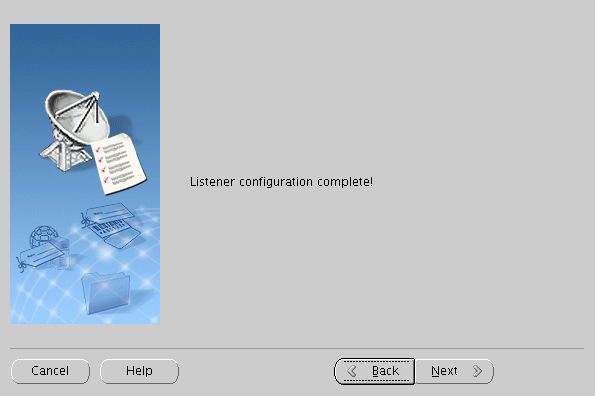 Listener configuration complete!
Cancel
Help
Back
Next